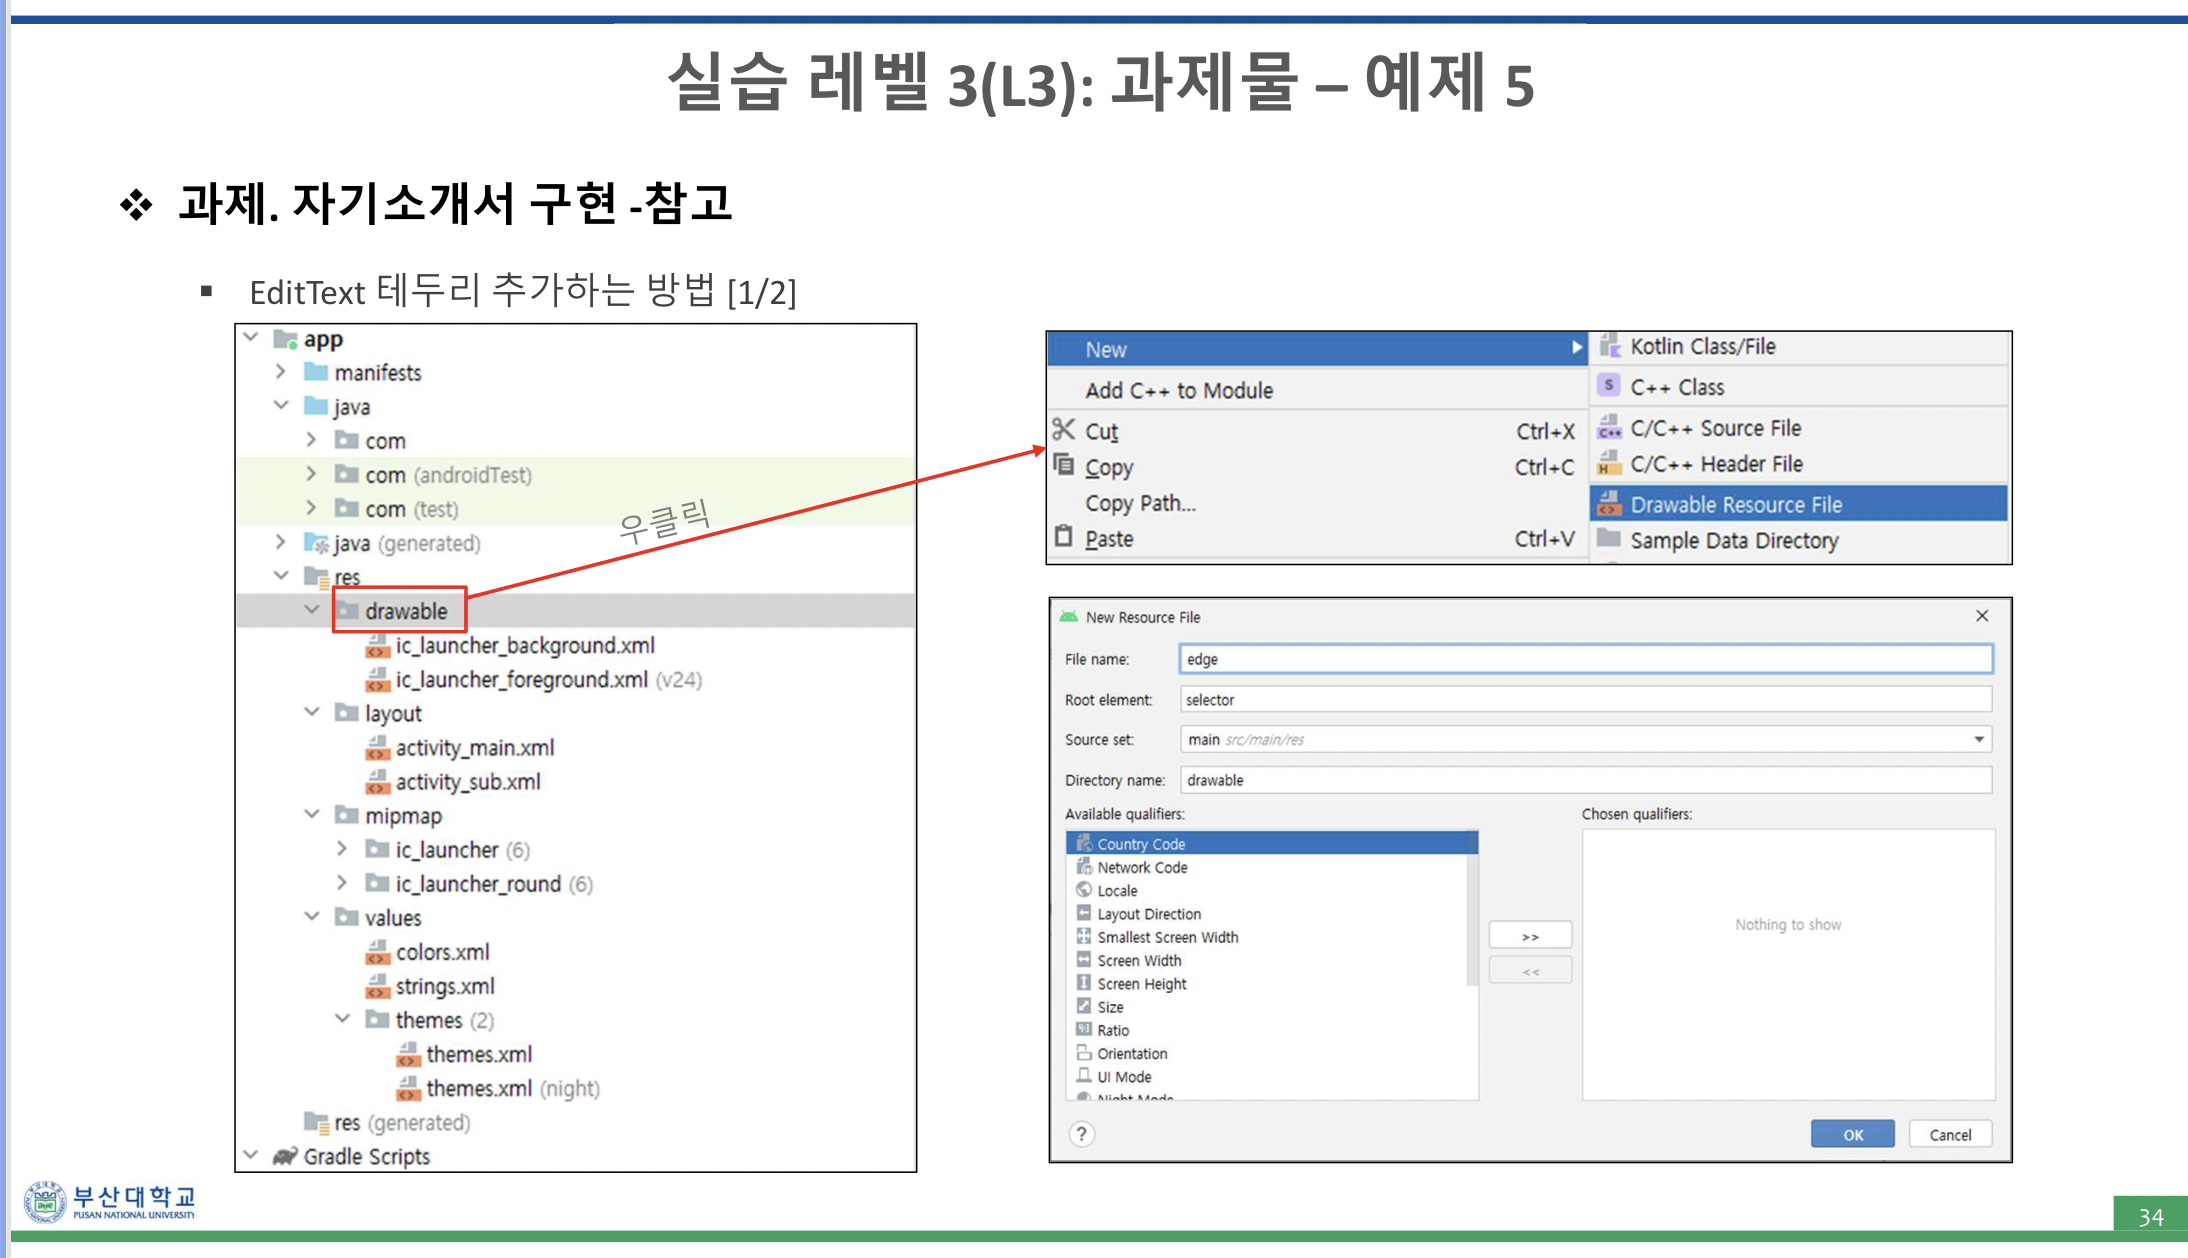 실습 레벨 3(L3): 과제물 – 예제 5
❖ 과제. 자기소개서 구현 -참고
▪ EditText 테두리 추가하는 방법 [1/2]
app
manifests
java
com
com (androidTest)
com (test)
java (generated)
res
drawable
ic_launcher_background.xml
ic_launcher_foreground.xml (v24)
layout
activity_main.xml
activity_sub.xml
mipmap
ic_launcher (6)
ic_launcher_round (6)
values
colors.xml
strings.xml
themes (2)
themes.xml
themes.xml (night)
res (generated)
Gradle Scripts
우클릭
New
Add C++ to Module
Cut Ctrl+X
Copy Ctrl+C
Copy Path...
Paste Ctrl+V
Kotlin Class/File
S C++ Class
C++ C/C++ Source File
H C/C++ Header File
Drawable Resource File
Sample Data Directory
New Resource File
File name: edge
Root element: selector
Source set: main src/main/res
Directory name: drawable
Available qualifiers: Chosen qualifiers:
Country Code
Network Code
Locale
Layout Direction
Smallest Screen Width
Screen Width
Screen Height
Size
Ratio
Orientation
UI Mode
Night Mode
>>
<<
Nothing to show
?
OK Cancel
부산대학교
PUSAN NATIONAL UNIVERSITY
34